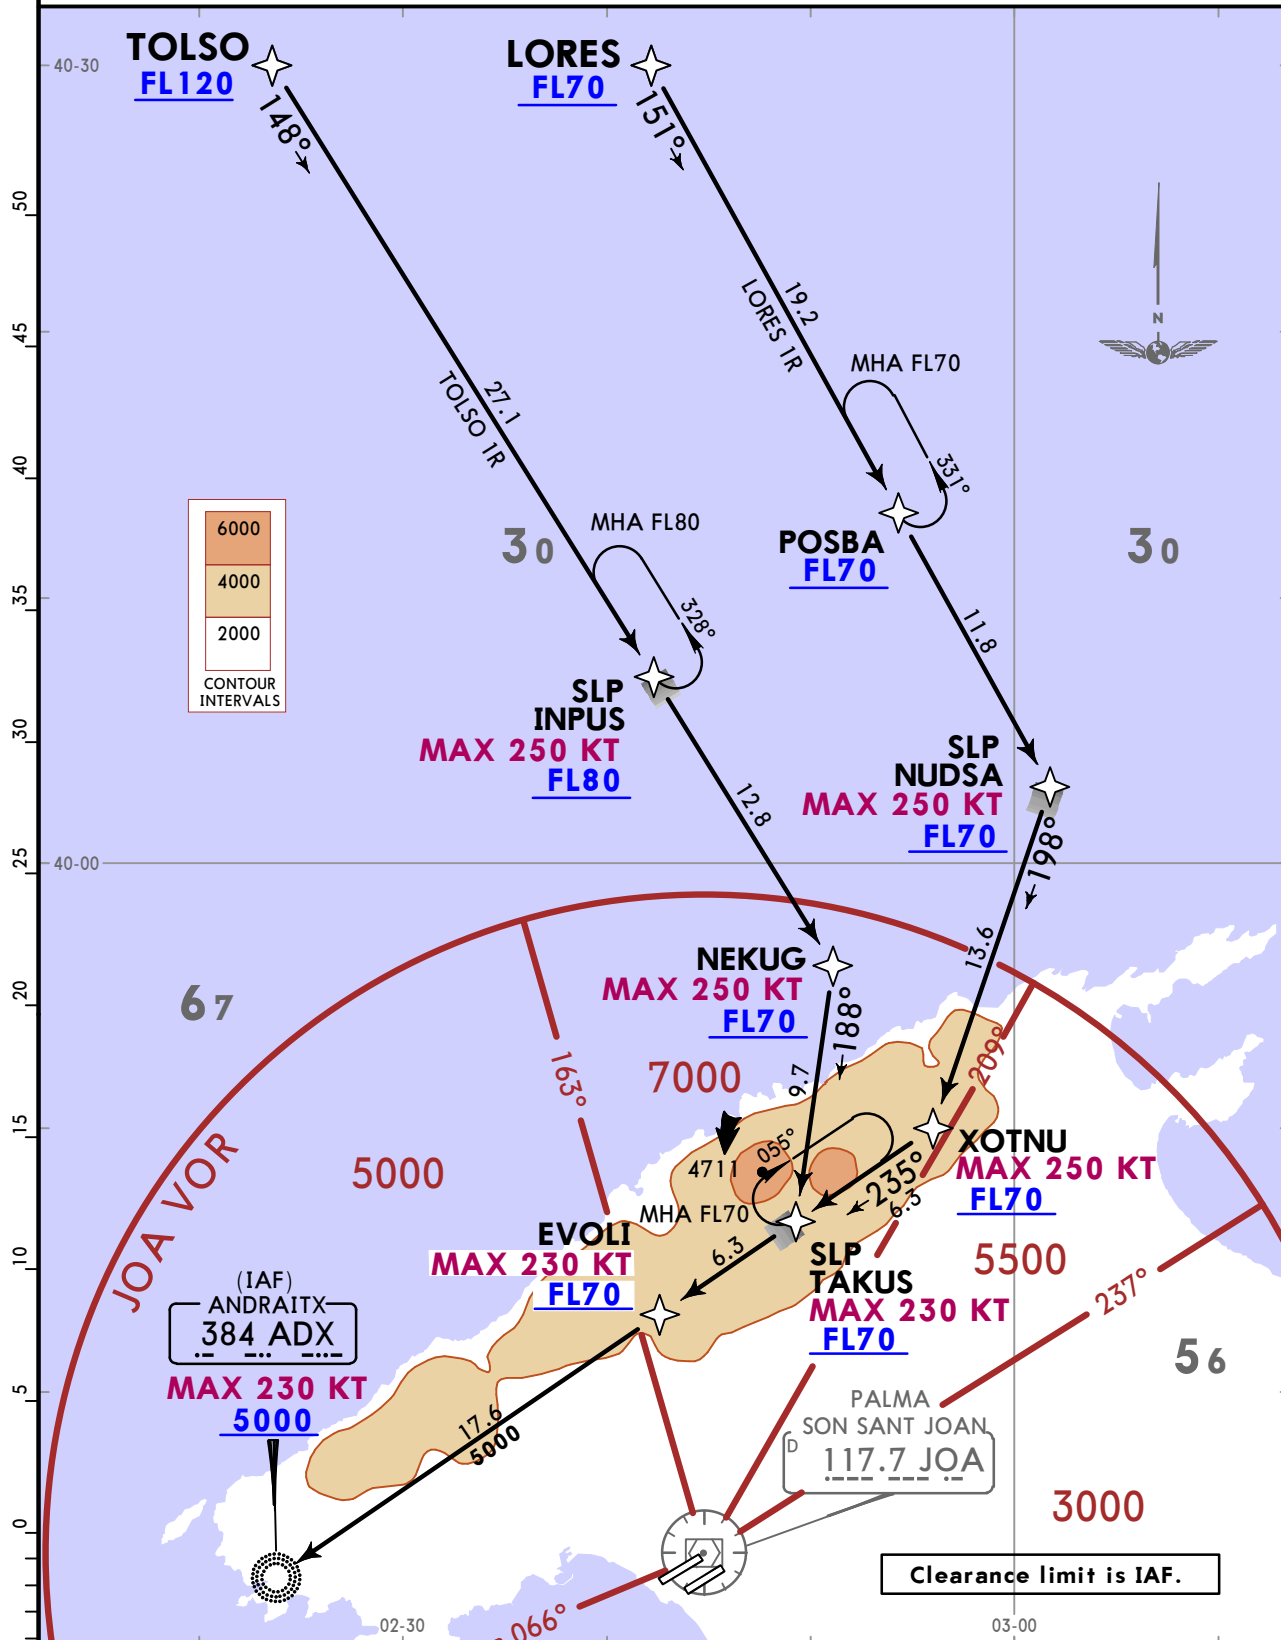 TOLSO
FL120
LORES
FL70
40-30
148°
151°
50
45
40
35
30
25
20
15
10
5
0
19.2
LORES 1R
N
MHA FL70
27.1
TOLSO 1R
331°
6000
4000
2000
CONTOUR
INTERVALS
30
MHA FL80
POSBA
FL70
30
328°
11.8
SLP
INPUS
MAX 250 KT
FL80
SLP
NUDSA
MAX 250 KT
FL70
12.8
198°
40-00
13.6
NEKUG
MAX 250 KT
FL70
67
188°
163°
7000
9.7
209°
JOA VOR
5000
4711
055°
XOTNU
MAX 250 KT
FL70
235°
6.3
MHA FL70
EVOLI
MAX 230 KT
FL70
6.3
SLP
TAKUS
MAX 230 KT
FL70
5500
237°
(IAF)
ANDRAITX
384 ADX
MAX 230 KT
5000
56
17.6
5000
PALMA
SON SANT JOAN
D
117.7 JOA
3000
Clearance limit is IAF.
066°
02-30
03-00